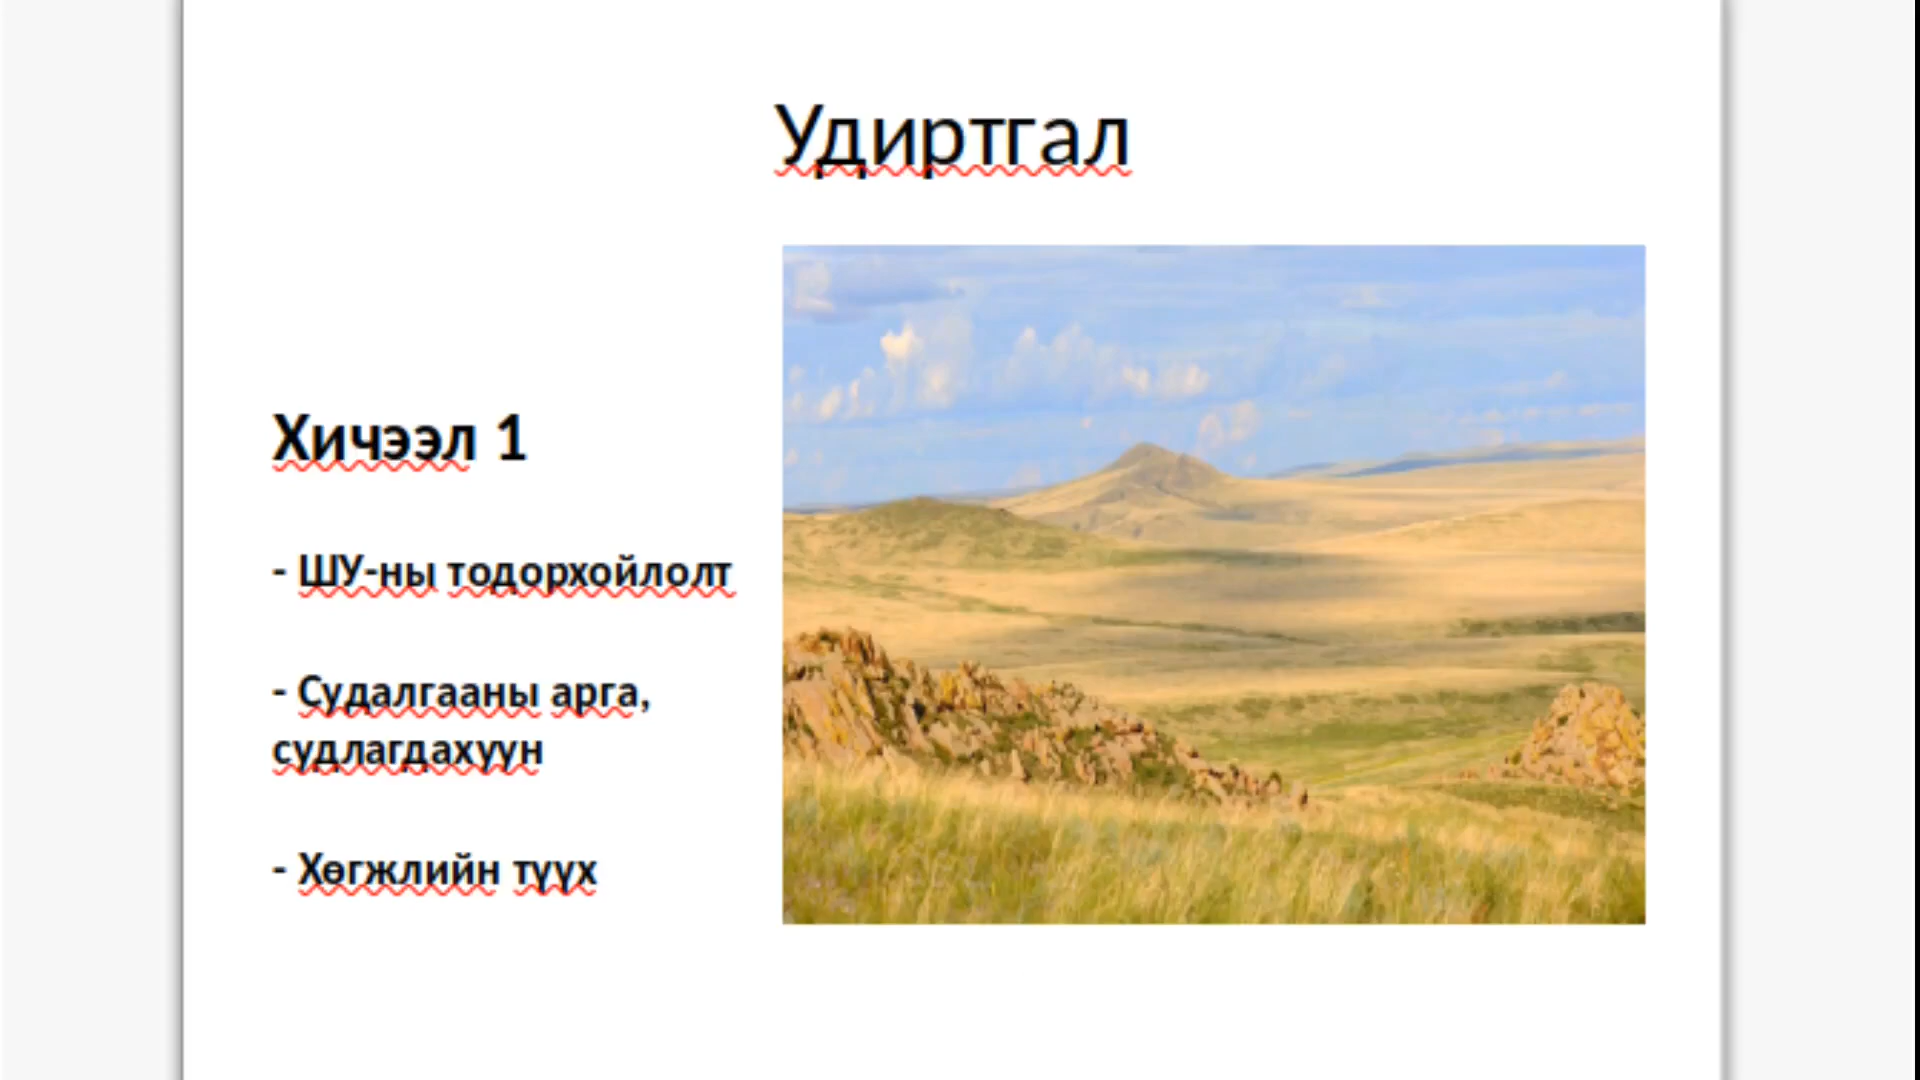 Удиртгал
Хичээл 1
- ШУ-ны тодорхойлолт
- Судалгааны арга,
судлагдахуун
- Хөгжлийн түүх